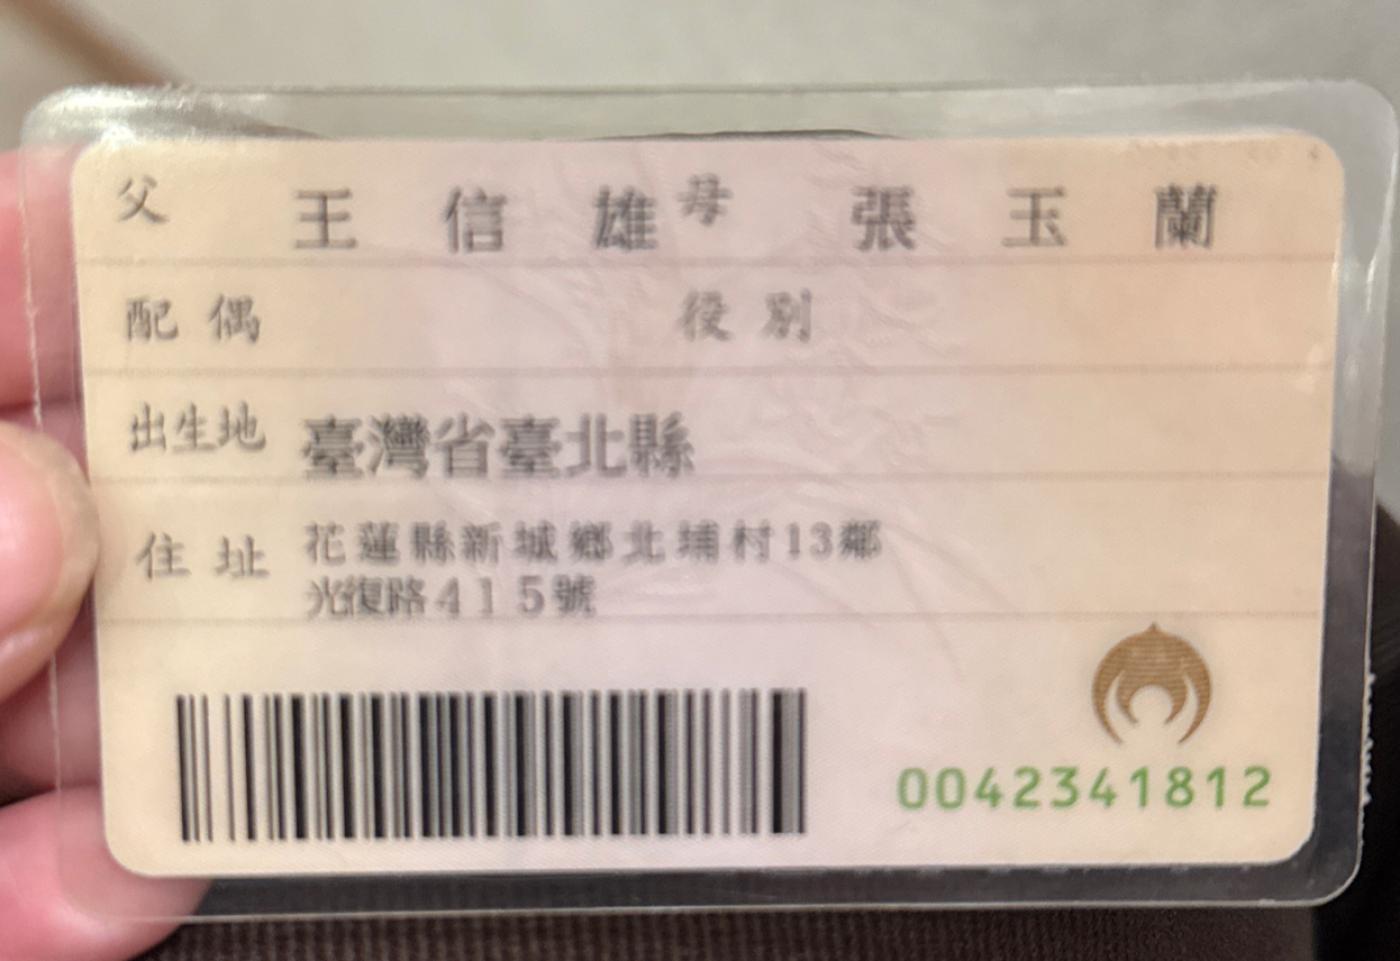 父 王信雄 母 張玉蘭
配偶 役別
出生地 臺灣省臺北縣
住址 花蓮縣新城鄉北埔村13鄰
光復路415號
0042341812